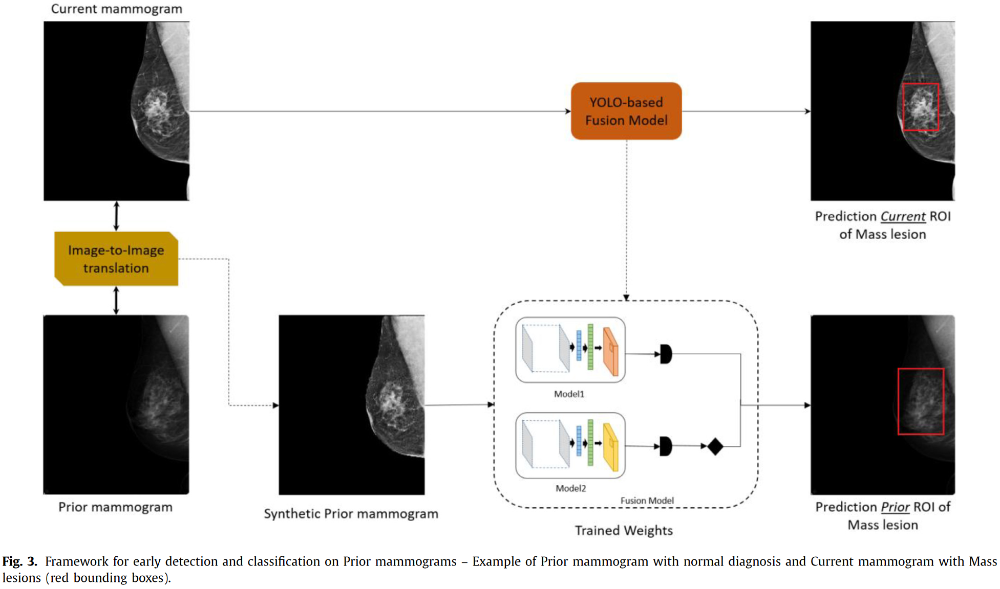 Current mammogram
YOLO-based
Fusion Model
Prediction Current ROI
of Mass lesion
Image-to-Image
translation
Prior mammogram
Synthetic Prior mammogram
Model1
Model2
Fusion Model
Trained Weights
Prediction Prior ROI of
Mass lesion
Fig. 3. Framework for early detection and classification on Prior mammograms – Example of Prior mammogram with normal diagnosis and Current mammogram with Mass
lesions (red bounding boxes).